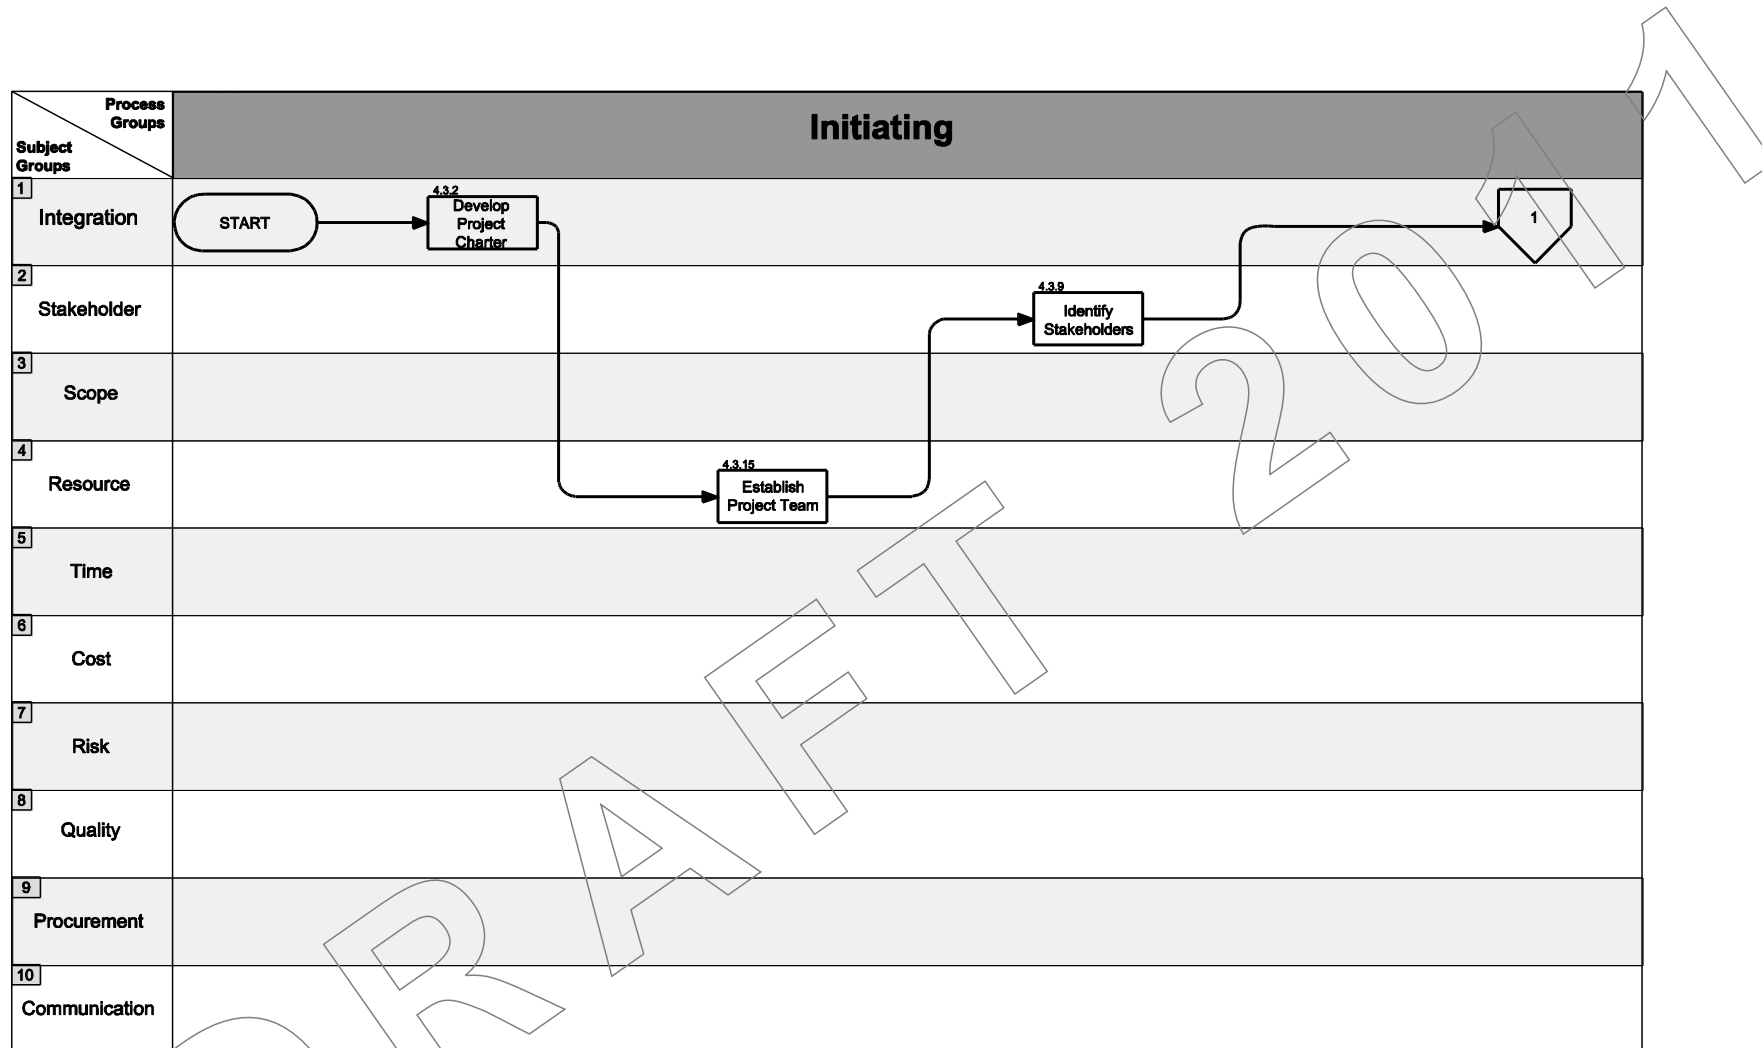 Process
Groups
Subject
Groups
Initiating
1
Integration
START
4.3.2
Develop
Project
Charter
1
2
Stakeholder
4.3.9
Identify
Stakeholders
3
Scope
4
Resource
4.3.15
Establish
Project Team
5
Time
6
Cost
7
Risk
8
Quality
9
Procurement
10
Communication
DRAFT 2011